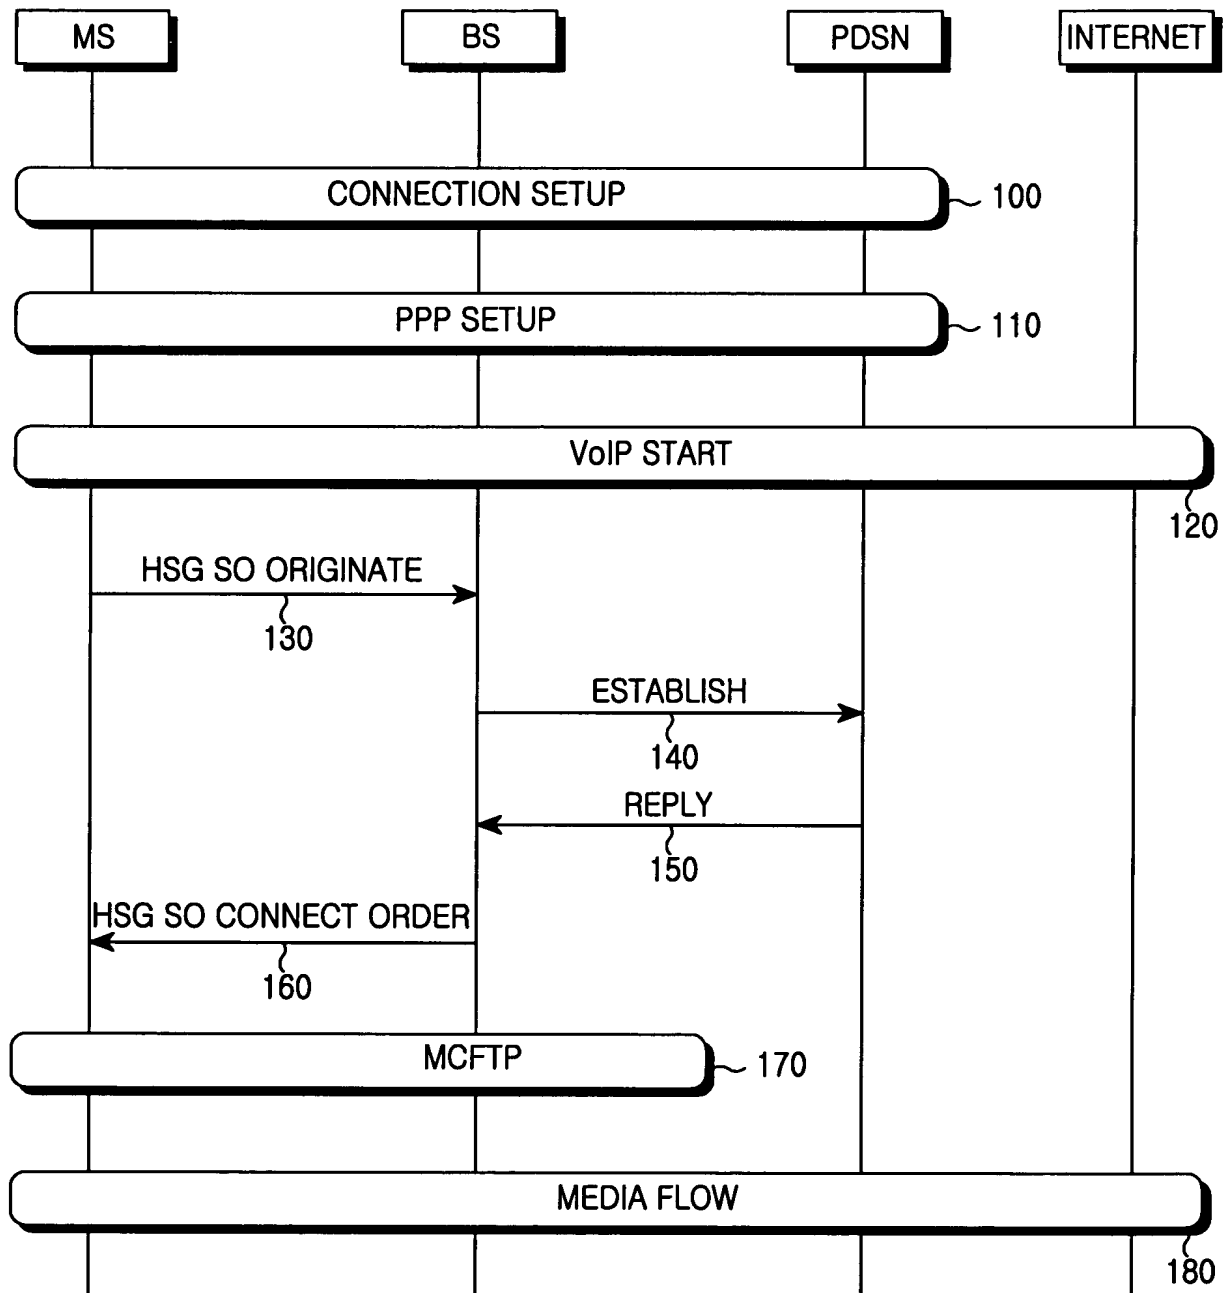 MS
BS
PDSN
INTERNET
CONNECTION SETUP
100
PPP SETUP
110
VoIP START
120
HSG SO ORIGINATE
130
ESTABLISH
140
REPLY
150
HSG SO CONNECT ORDER
160
MCFTP
170
MEDIA FLOW
180